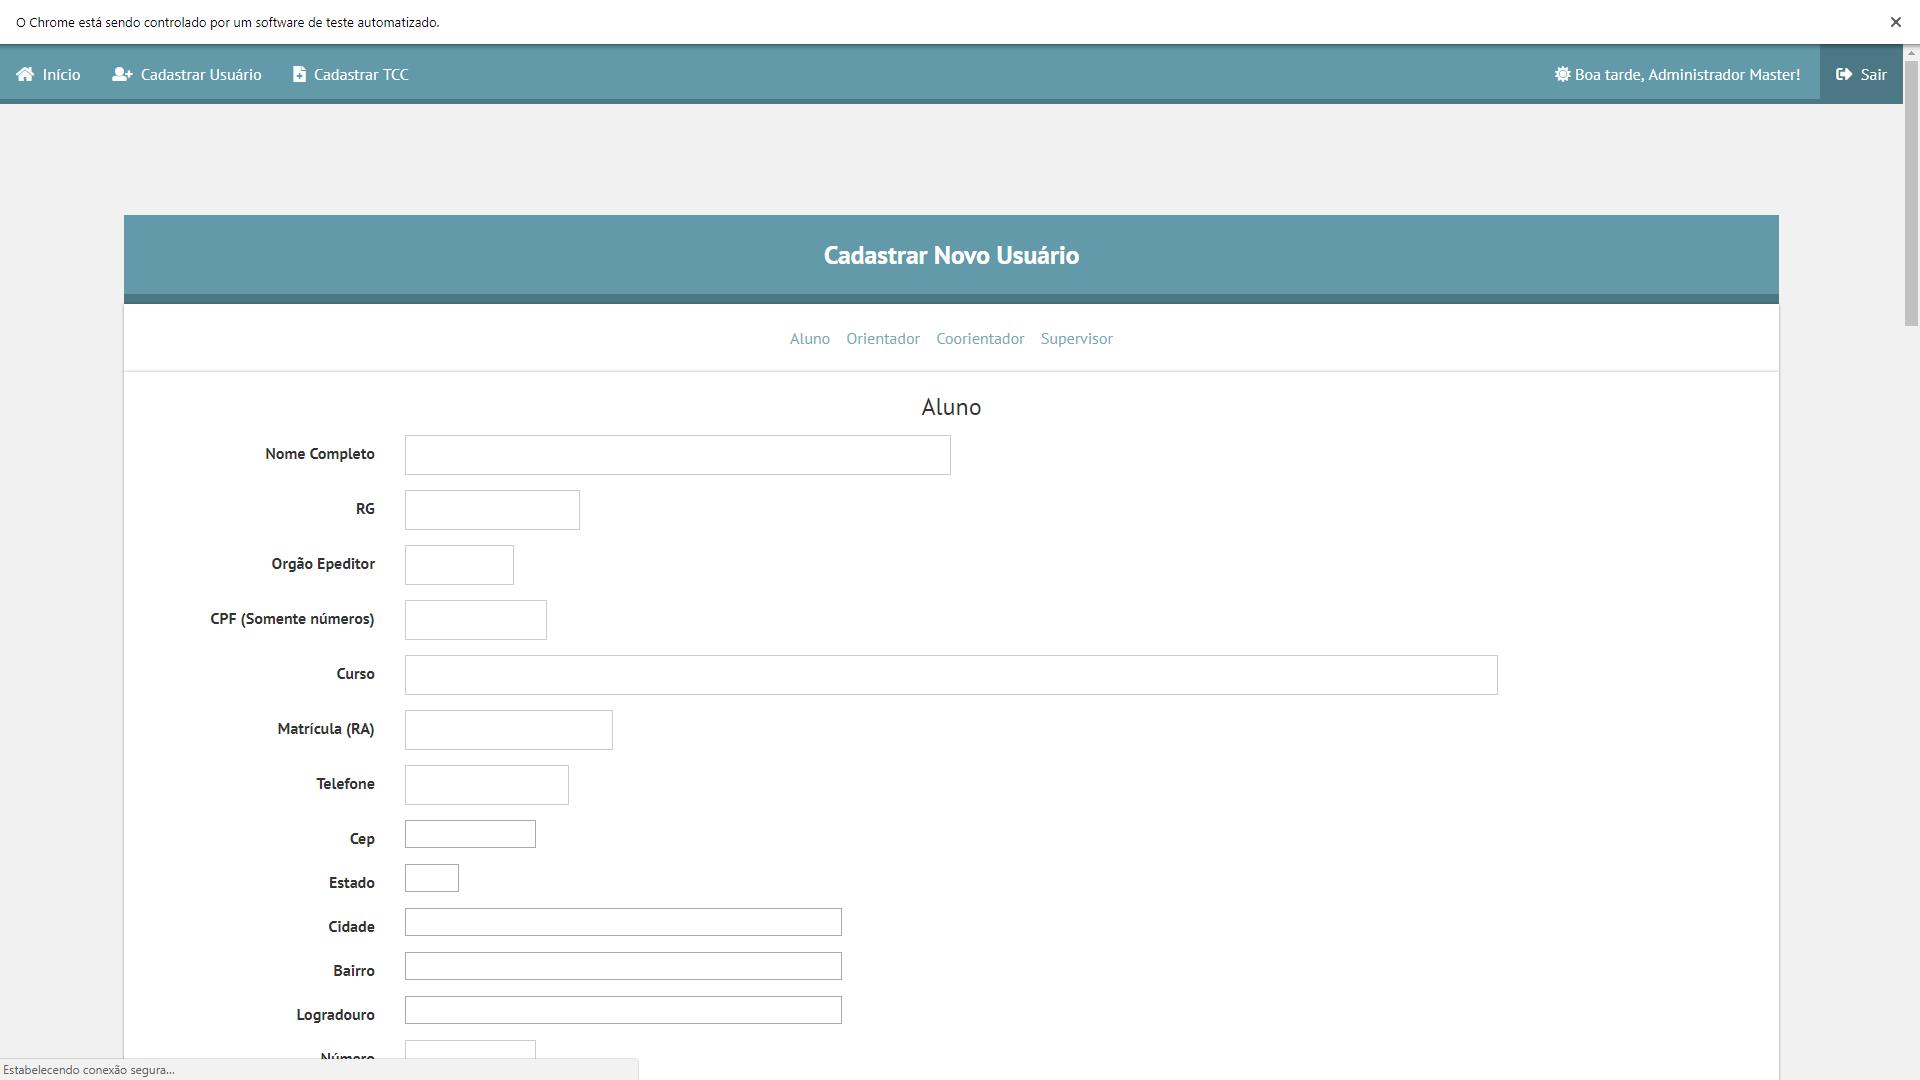 O Chrome está sendo controlado por um software de teste automatizado.
Início Cadastrar Usuário Cadastrar TCC Boa tarde, Administrador Master! Sair
Cadastrar Novo Usuário
Aluno Orientador Coorientador Supervisor
Aluno
Nome Completo
RG
Orgão Epeditor
CPF (Somente números)
Curso
Matrícula (RA)
Telefone
Cep
Estado
Cidade
Bairro
Logradouro
Número
Estabelecendo conexão segura...